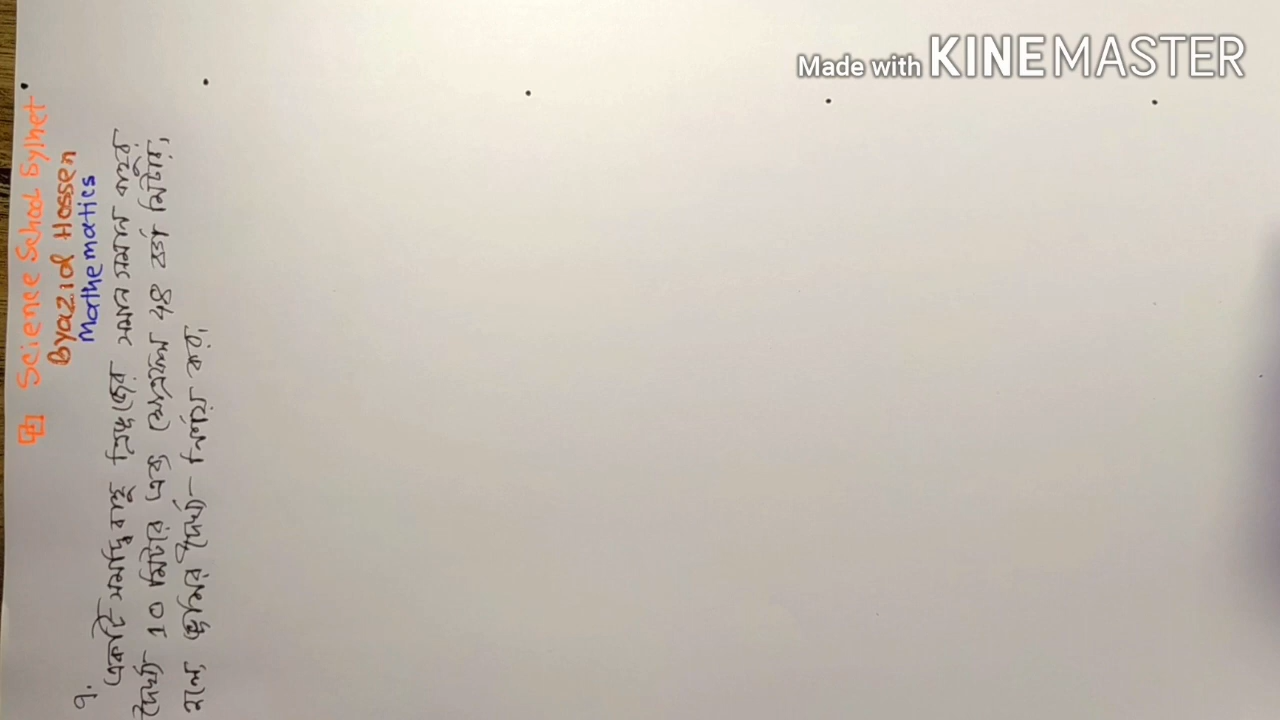 Science School Sylhet
Byazid Hossen
Mathematics
৭.
একটি সমদ্বিবাহু ত্রিভুজের সমান সমান বাহুর
দৈর্ঘ্য 10 মিটার এবং ক্ষেত্রফল 48 বর্গ মিটার
হলে, ভূমির দৈর্ঘ্য নির্ণয় কর।
Made with KINEMASTER